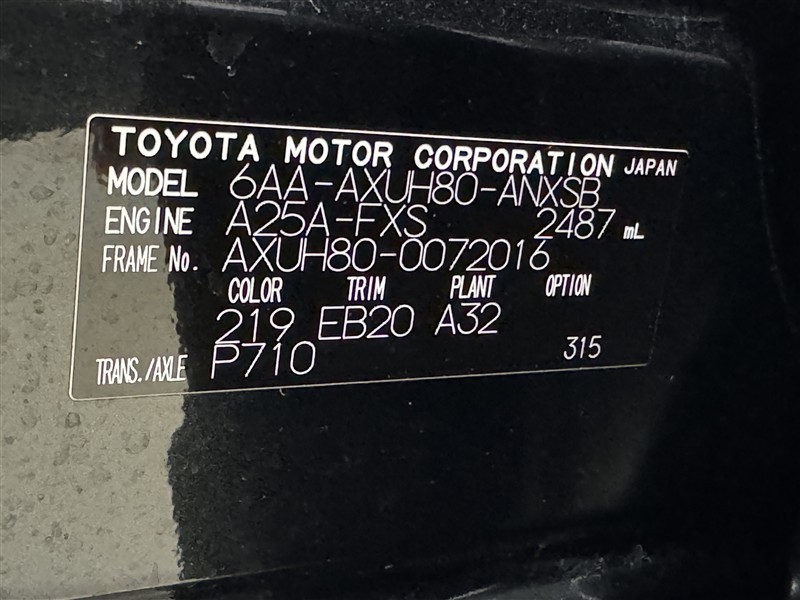 TOYOTA MOTOR CORPORATION JAPAN
MODEL 6AA-AXUH80-ANXSB
ENGINE A25A-FXS 2487 mL
FRAME No. AXUH80-0072016
COLOR TRIM PLANT OPTION
219 EB20 A32
TRANS./AXLE P710 315